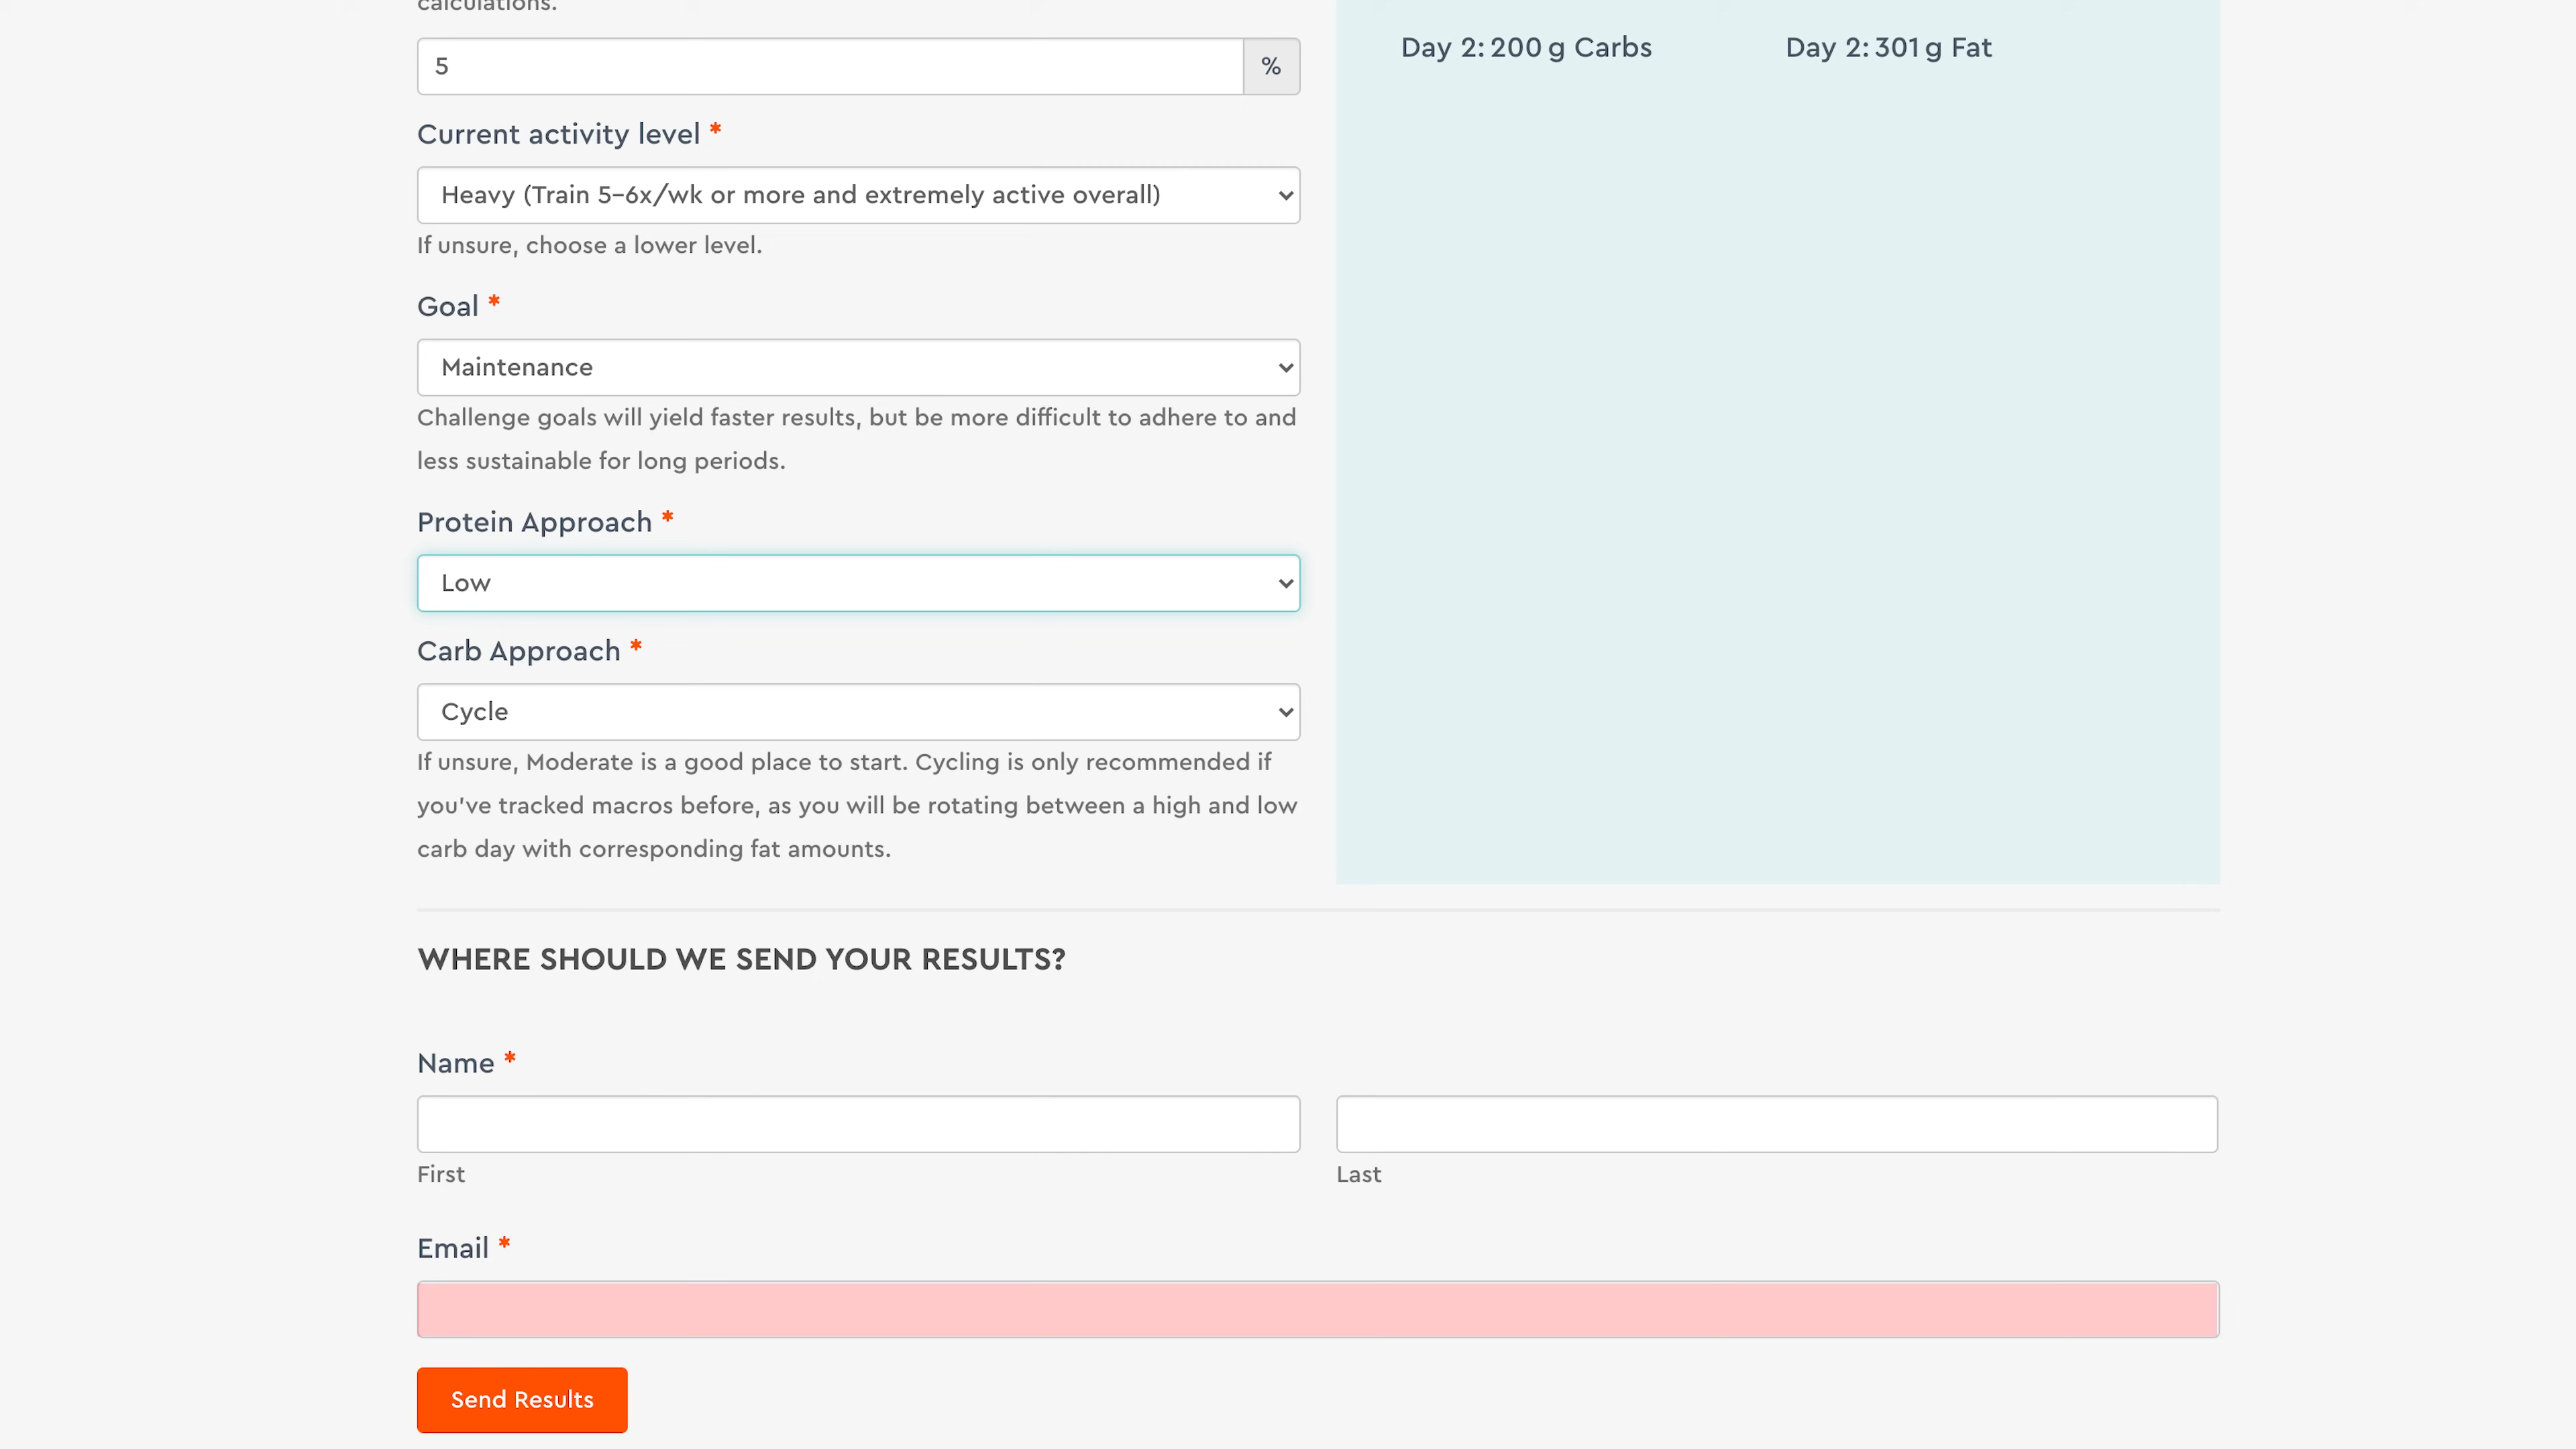 calculations.
5
%
Current activity level *
Heavy (Train 5-6x/wk or more and extremely active overall)
If unsure, choose a lower level.
Goal *
Maintenance
Challenge goals will yield faster results, but be more difficult to adhere to and
less sustainable for long periods.
Protein Approach *
Low
Carb Approach *
Cycle
If unsure, Moderate is a good place to start. Cycling is only recommended if
you've tracked macros before, as you will be rotating between a high and low
carb day with corresponding fat amounts.
Day 2: 200 g Carbs
Day 2: 301 g Fat
WHERE SHOULD WE SEND YOUR RESULTS?
Name *
First
Last
Email *
Send Results